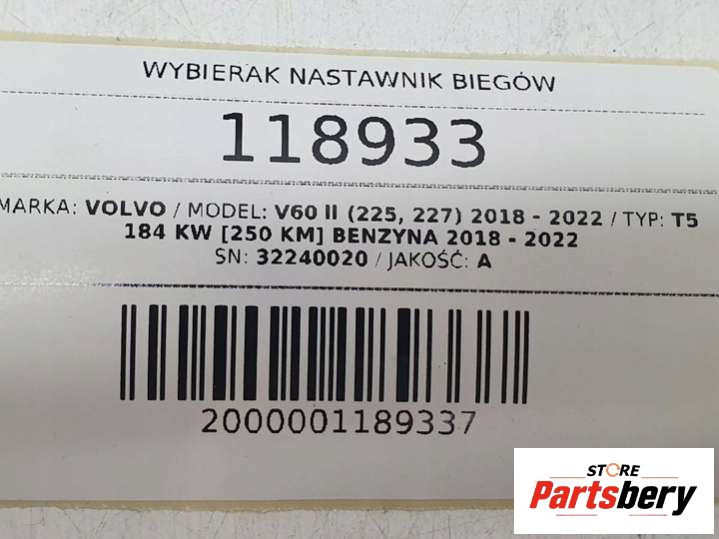 WYBIERAK NASTAWNIK BIEGÓW
118933
MARKA: VOLVO / MODEL: V60 II (225, 227) 2018 - 2022 / TYP: T5
184 KW [250 KM] BENZYNA 2018 - 2022
SN: 32240020 / JAKOŚĆ: A
2000001189337
STORE
Partsbery